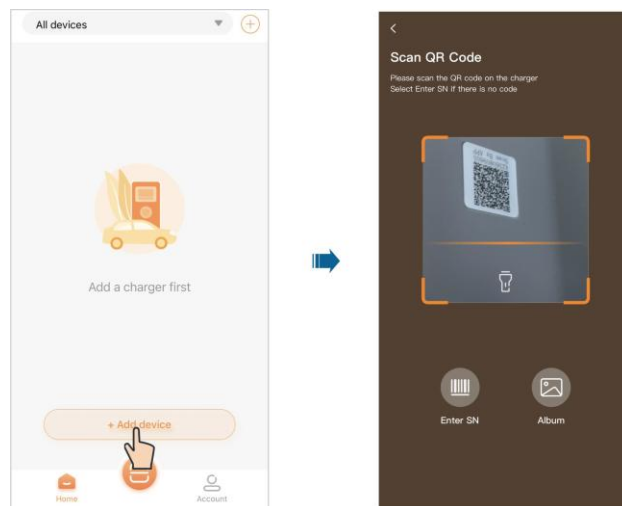 All devices
Add a charger first
+ Add device
Home
Account
Scan QR Code
Please scan the QR code on the charger
Select Enter SN if there is no code
Enter SN
Album